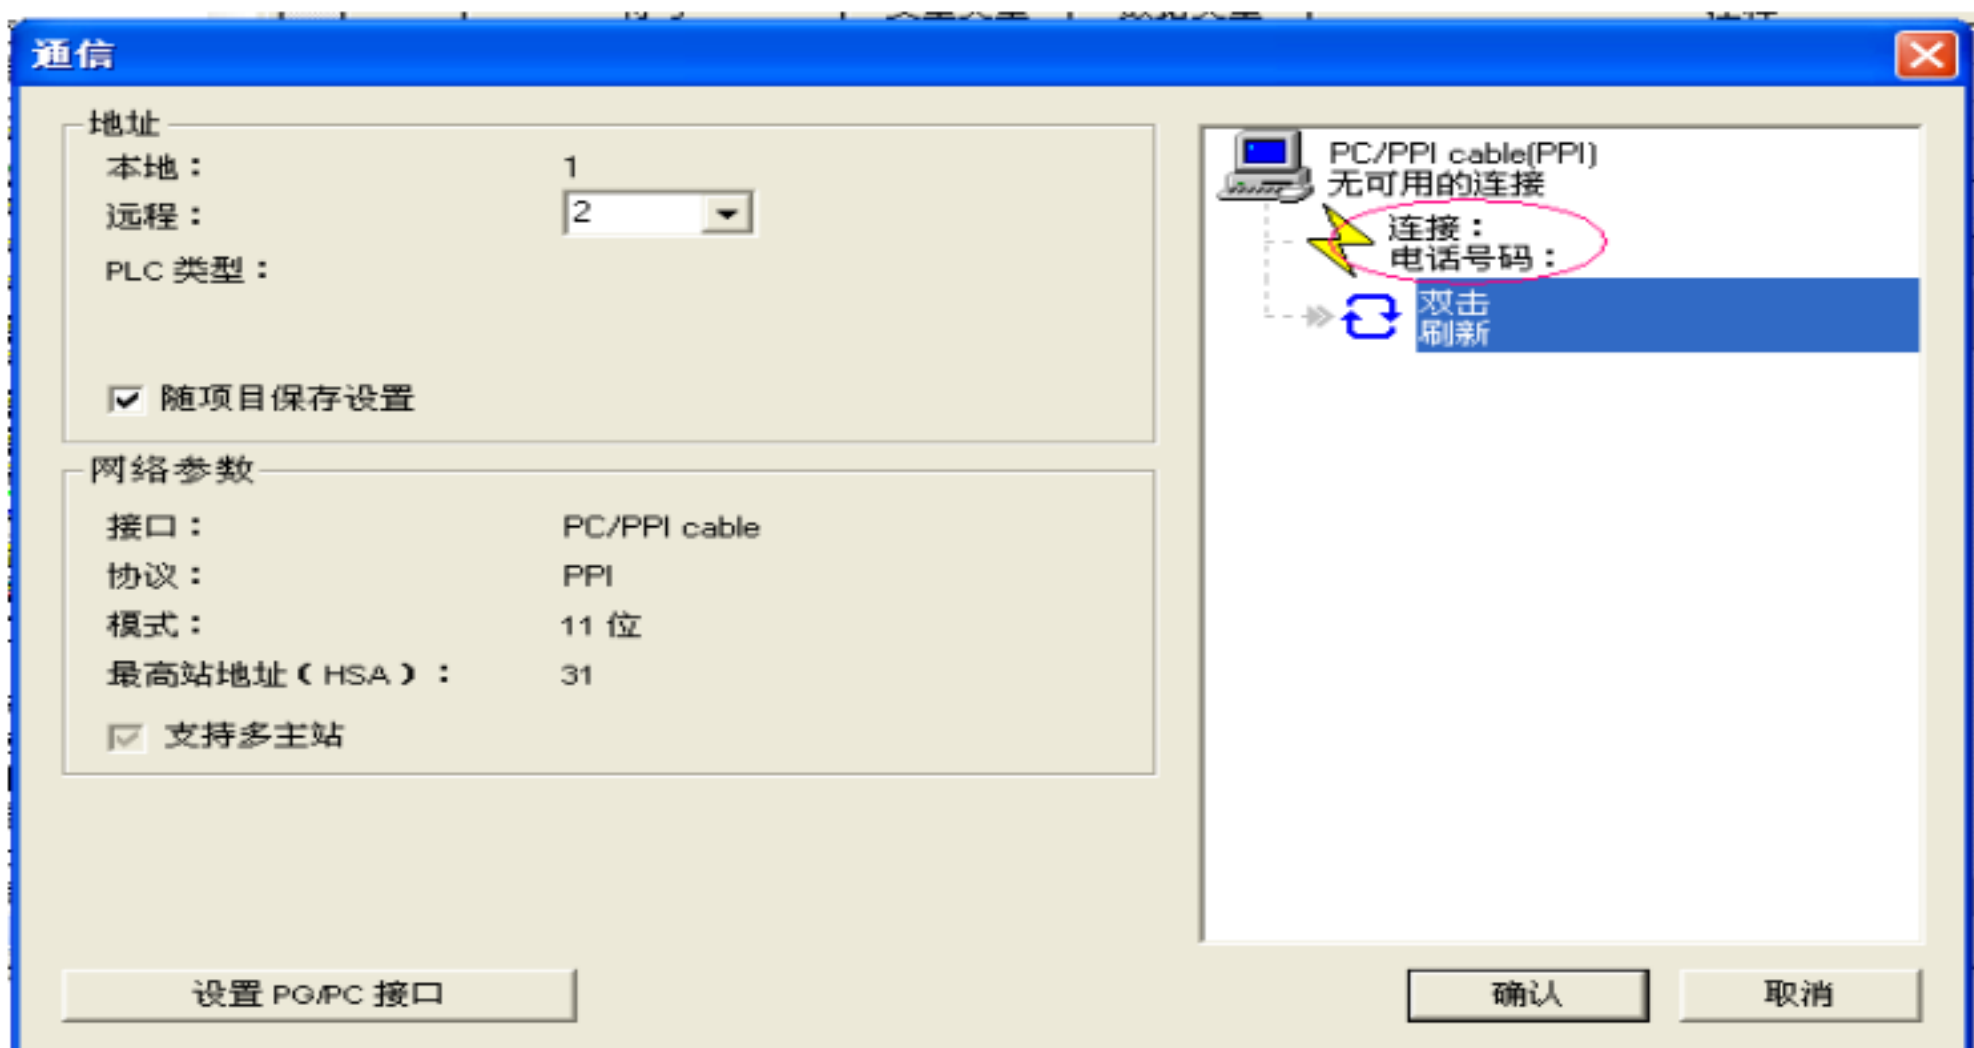 通信
地址
本地：
1
远程：
2
PLC 类型：
随项目保存设置
网络参数
接口：
PC/PPI cable
协议：
PPI
模式：
11 位
最高站地址（HSA）：
31
支持多主站
设置 PG/PC 接口
PC/PPI cable(PPI)
无可用的连接
连接：
电话号码：
双击
刷新
确认
取消